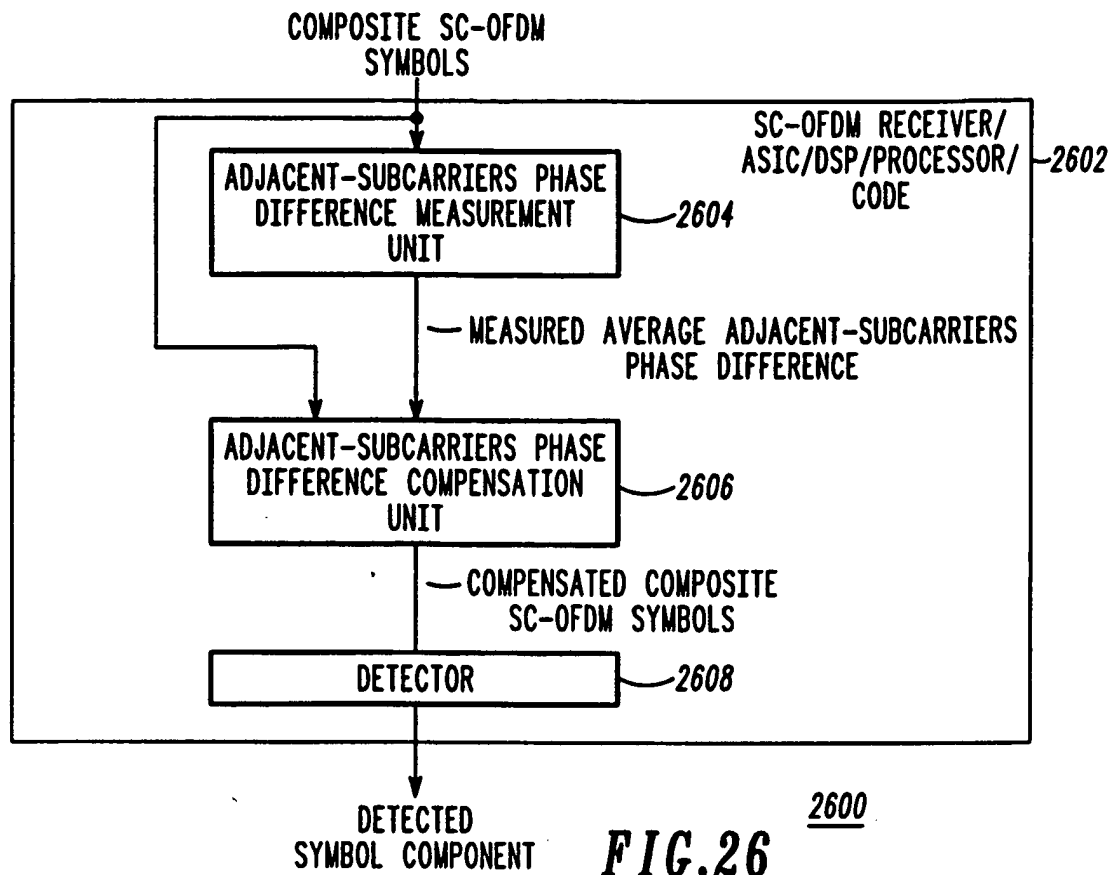 COMPOSITE SC-OFDM
SYMBOLS
SC-OFDM RECEIVER/
ASIC/DSP/PROCESSOR/
CODE
2602
ADJACENT-SUBCARRIERS PHASE
DIFFERENCE MEASUREMENT
UNIT
2604
MEASURED AVERAGE ADJACENT-SUBCARRIERS
PHASE DIFFERENCE
ADJACENT-SUBCARRIERS PHASE
DIFFERENCE COMPENSATION
UNIT
2606
COMPENSATED COMPOSITE
SC-OFDM SYMBOLS
DETECTOR
2608
DETECTED
SYMBOL COMPONENT
2600
FIG.26